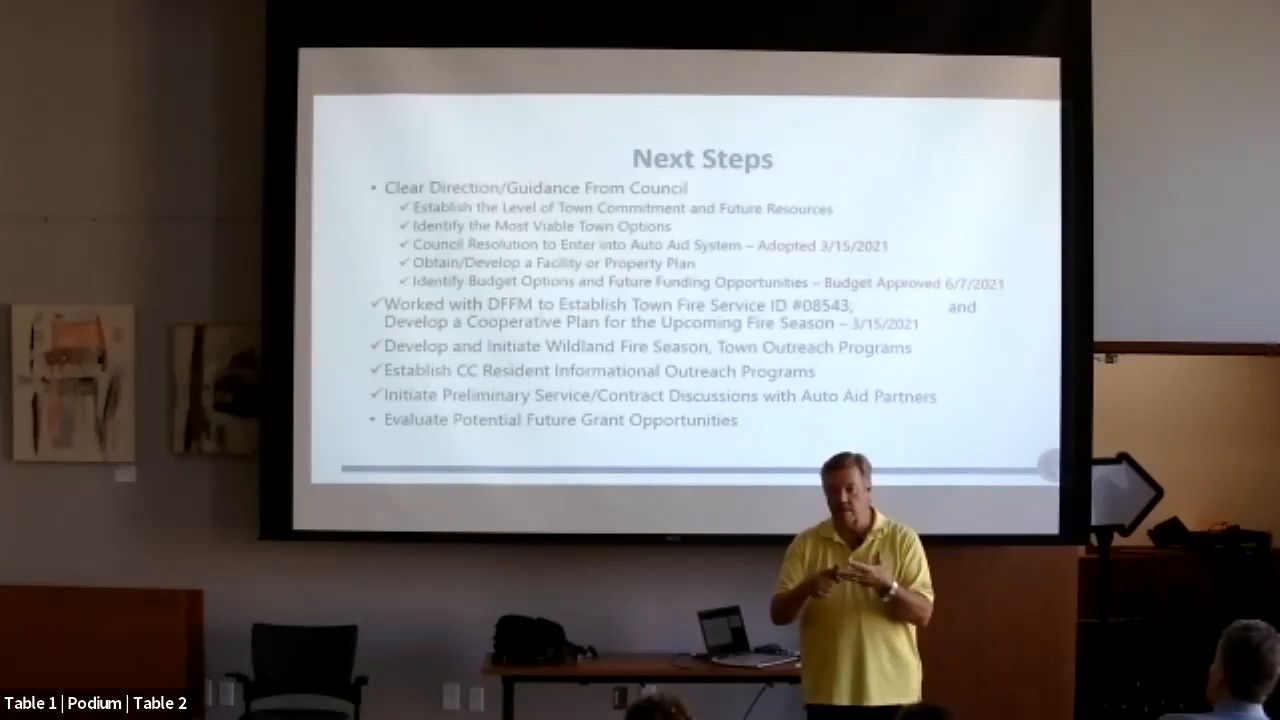 Next Steps
• Clear Direction/Guidance From Council
✓ Establish the Level of Town Commitment and Future Resources
✓ Identify the Most Viable Town Options
✓ Council Resolution to Enter into Auto Aid System – Adopted 3/15/2021
✓ Obtain/Develop a Facility or Property Plan
✓ Identify Budget Options and Future Funding Opportunities – Budget Approved 6/7/2021
✓ Worked with DFFM to Establish Town Fire Service ID #08543, and
Develop a Cooperative Plan for the Upcoming Fire Season – 3/15/2021
✓ Develop and Initiate Wildland Fire Season, Town Outreach Programs
✓ Establish CC Resident Informational Outreach Programs
✓ Initiate Preliminary Service/Contract Discussions with Auto Aid Partners
• Evaluate Potential Future Grant Opportunities
Table 1 | Podium | Table 2